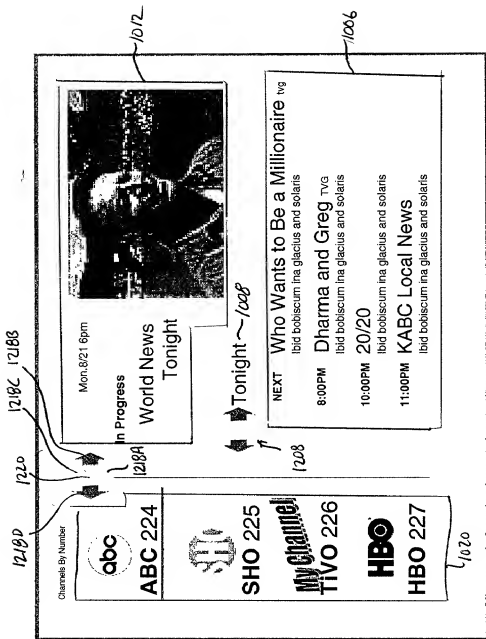 1218D
1220
1218C
1218B
1218A
1012
1006
1008
1208
1020
Channels By Number
abc
ABC 224
SHO
SHO 225
My Channel
TiVO 226
HBO
HBO 227
Mon,8/21 6pm
In Progress
World News
Tonight
Tonight
NEXT Who Wants to Be a Millionaire tvg
Ibid bobiscum ina glacius and solaris
8:00PM Dharma and Greg TVG
Ibid bobiscum ina glacius and solaris
10:00PM 20/20
Ibid bobiscum ina glacius and solaris
11:00PM KABC Local News
Ibid bobiscum ina glacius and solaris